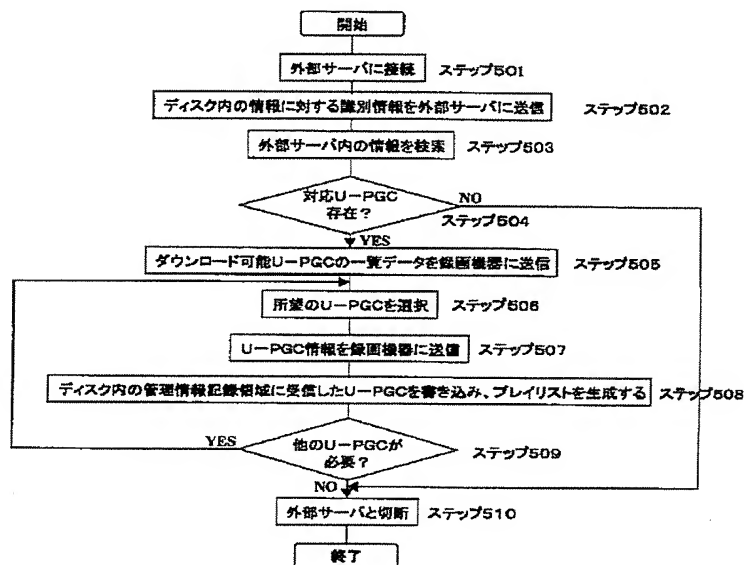 開始
外部サーバに接続 ステップ501
ディスク内の情報に対する識別情報を外部サーバに送信 ステップ502
外部サーバ内の情報を検索 ステップ503
対応U－PGC
存在？
NO
ステップ504
YES
ダウンロード可能U－PGCの一覧データを録画機器に送信 ステップ505
所望のU－PGCを選択 ステップ506
U－PGC情報を録画機器に送信 ステップ507
ディスク内の管理情報記録領域に受信したU－PGCを書き込み、プレイリストを生成する ステップ508
YES
他のU－PGCが
必要？
ステップ509
NO
外部サーバと切断 ステップ510
終了